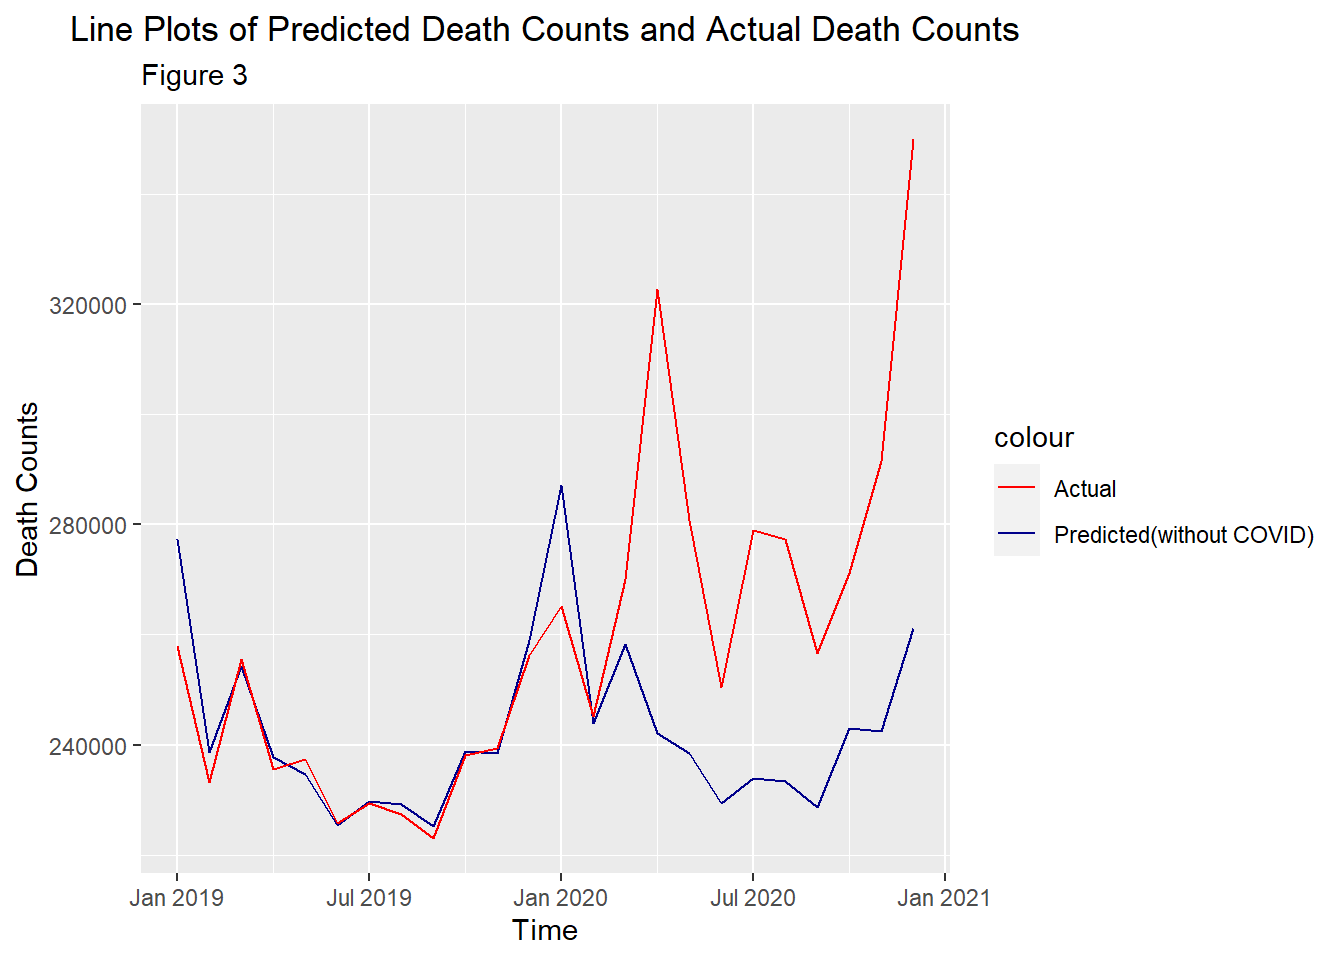 Line Plots of Predicted Death Counts and Actual Death Counts
Figure 3
Death Counts
320000
280000
240000
Jan 2019
Jul 2019
Jan 2020
Jul 2020
Jan 2021
Time
colour
Actual
Predicted(without COVID)